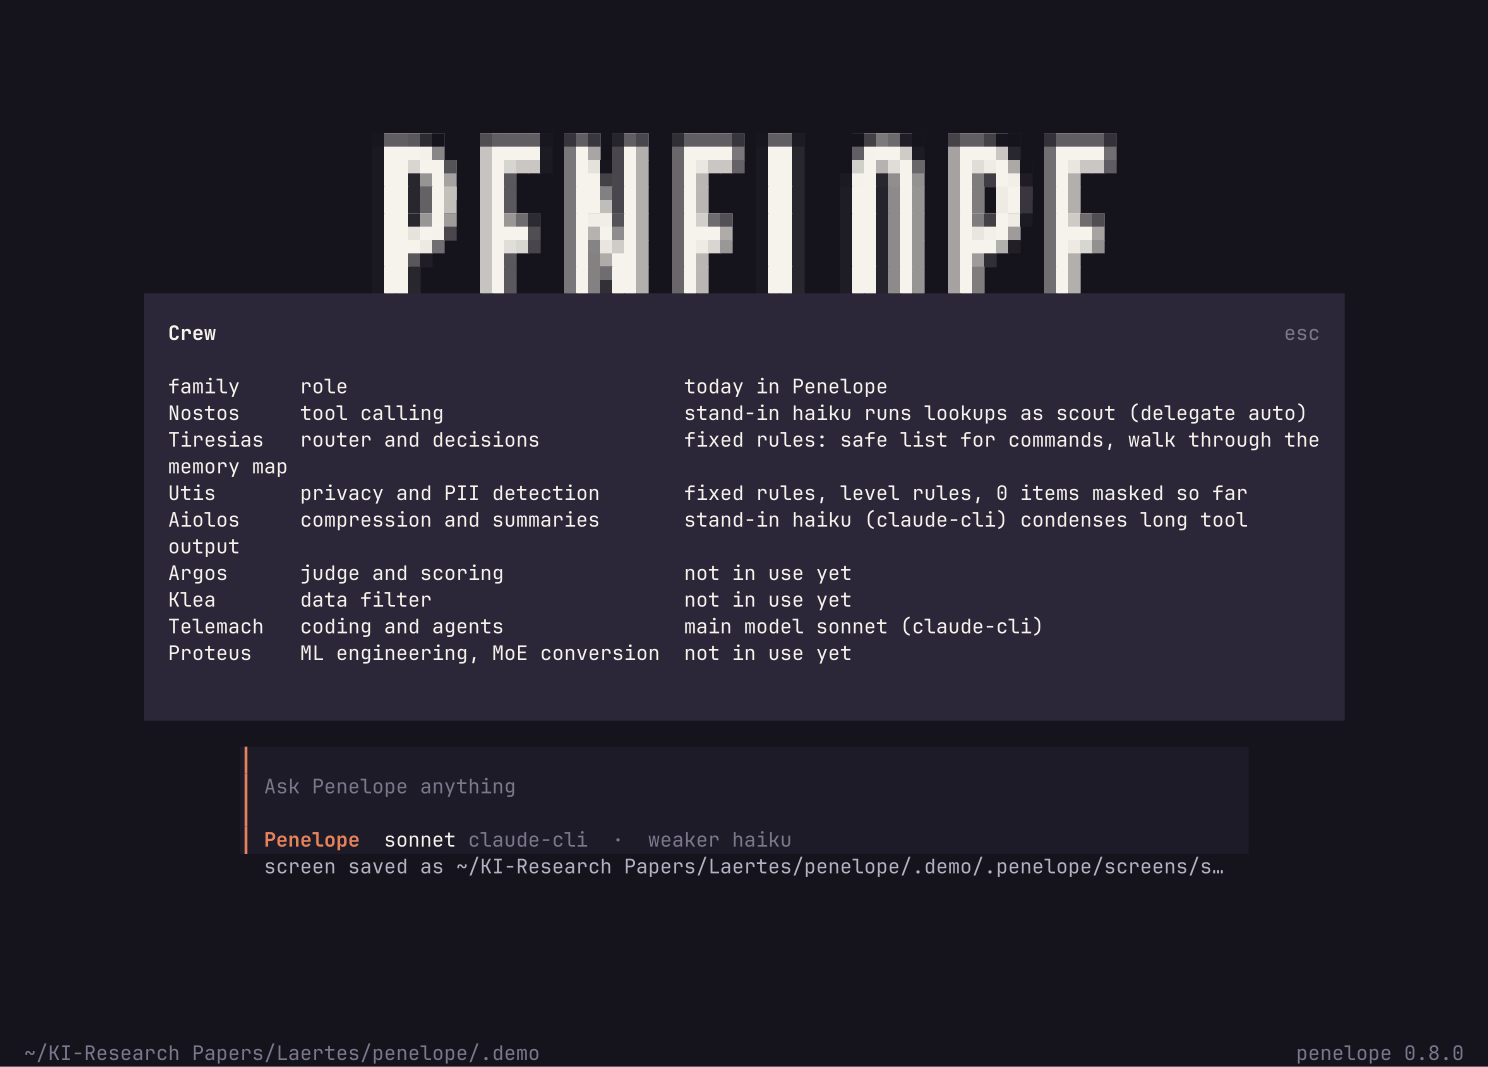 PENELOPE
Crew esc
family role today in Penelope
Nostos tool calling stand-in haiku runs lookups as scout (delegate auto)
Tiresias router and decisions fixed rules: safe list for commands, walk through the
memory map
Utis privacy and PII detection fixed rules, level rules, 0 items masked so far
Aiolos compression and summaries stand-in haiku (claude-cli) condenses long tool
output
Argos judge and scoring not in use yet
Klea data filter not in use yet
Telemach coding and agents main model sonnet (claude-cli)
Proteus ML engineering, MoE conversion not in use yet
Ask Penelope anything
Penelope sonnet claude-cli · weaker haiku
screen saved as ~/KI-Research Papers/Laertes/penelope/.demo/.penelope/screens/s…
~/KI-Research Papers/Laertes/penelope/.demo penelope 0.8.0